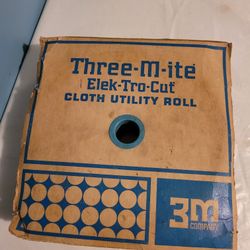 Three-M-ite
Elek-Tro-Cut
CLOTH UTILITY ROLL
3m
COMPANY